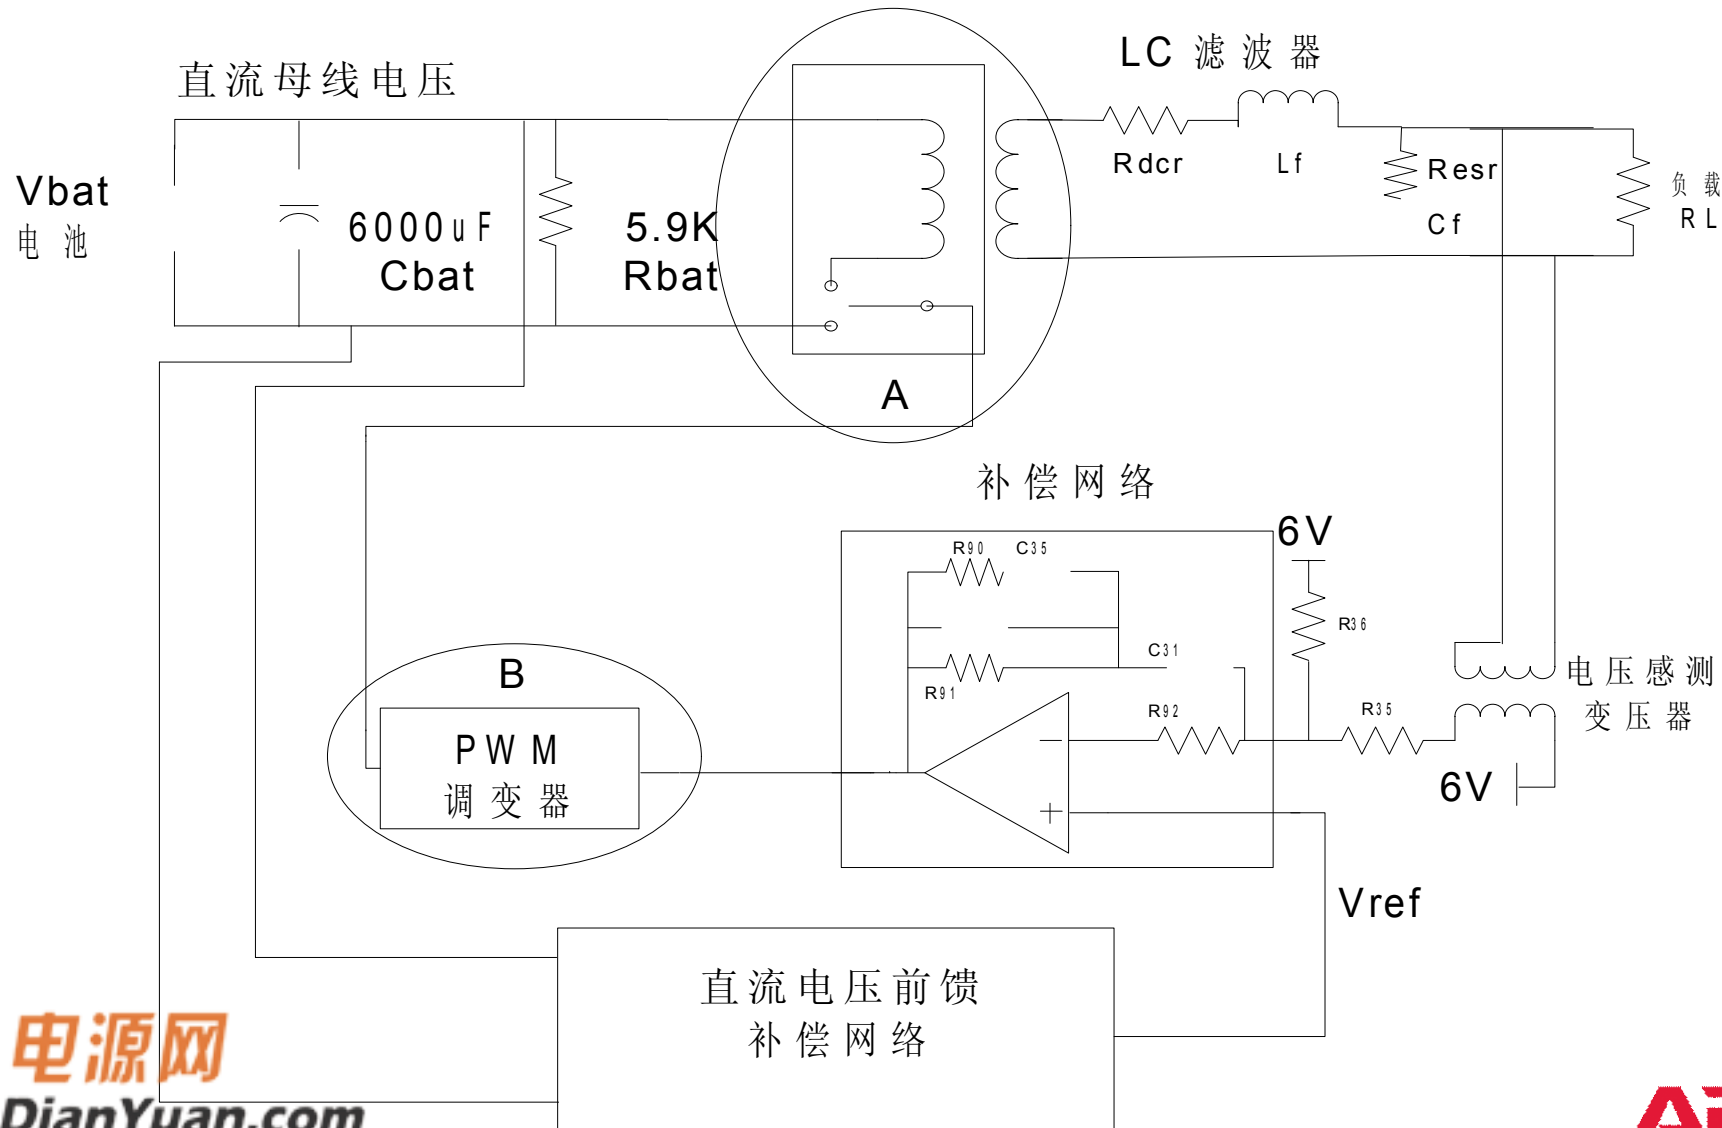 LC 滤波器
直流母线电压
Vbat
电池
6000uF
Cbat
5.9K
Rbat
Rdcr
Lf
Resr
Cf
负载
RL
A
补偿网络
6V
R90
C35
R36
C31
R91
R92
R35
电压感测
变压器
6V
B
PWM
调变器
Vref
直流电压前馈
补偿网络
电源网
DianYuan.com